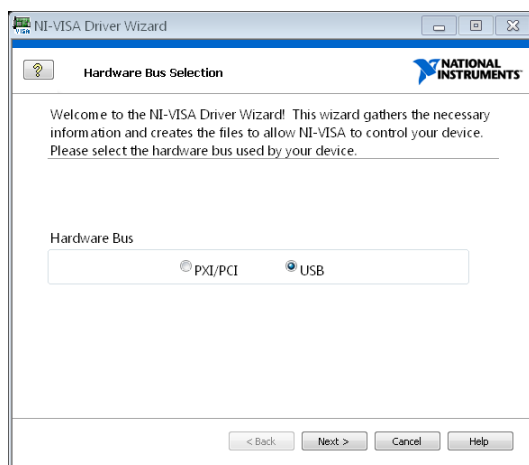 NI-VISA Driver Wizard
?
Hardware Bus Selection
NATIONAL
INSTRUMENTS
Welcome to the NI-VISA Driver Wizard! This wizard gathers the necessary
information and creates the files to allow NI-VISA to control your device.
Please select the hardware bus used by your device.
Hardware Bus
PXI/PCI USB
< Back Next > Cancel Help